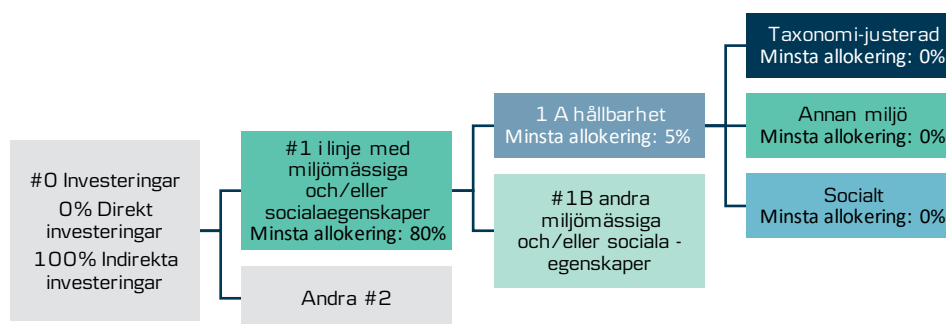 #0 Investeringar
0% Direkt
investeringar
100% Indirekta
investeringar
#1 i linje med
miljömässiga
och/eller
socialaegenskaper
Minsta allokering: 80%
Andra #2
1 A hållbarhet
Minsta allokering: 5%
#1B andra
miljömässiga
och/eller sociala -
egenskaper
Taxonomi-justerad
Minsta allokering: 0%
Annan miljö
Minsta allokering: 0%
Socialt
Minsta allokering: 0%